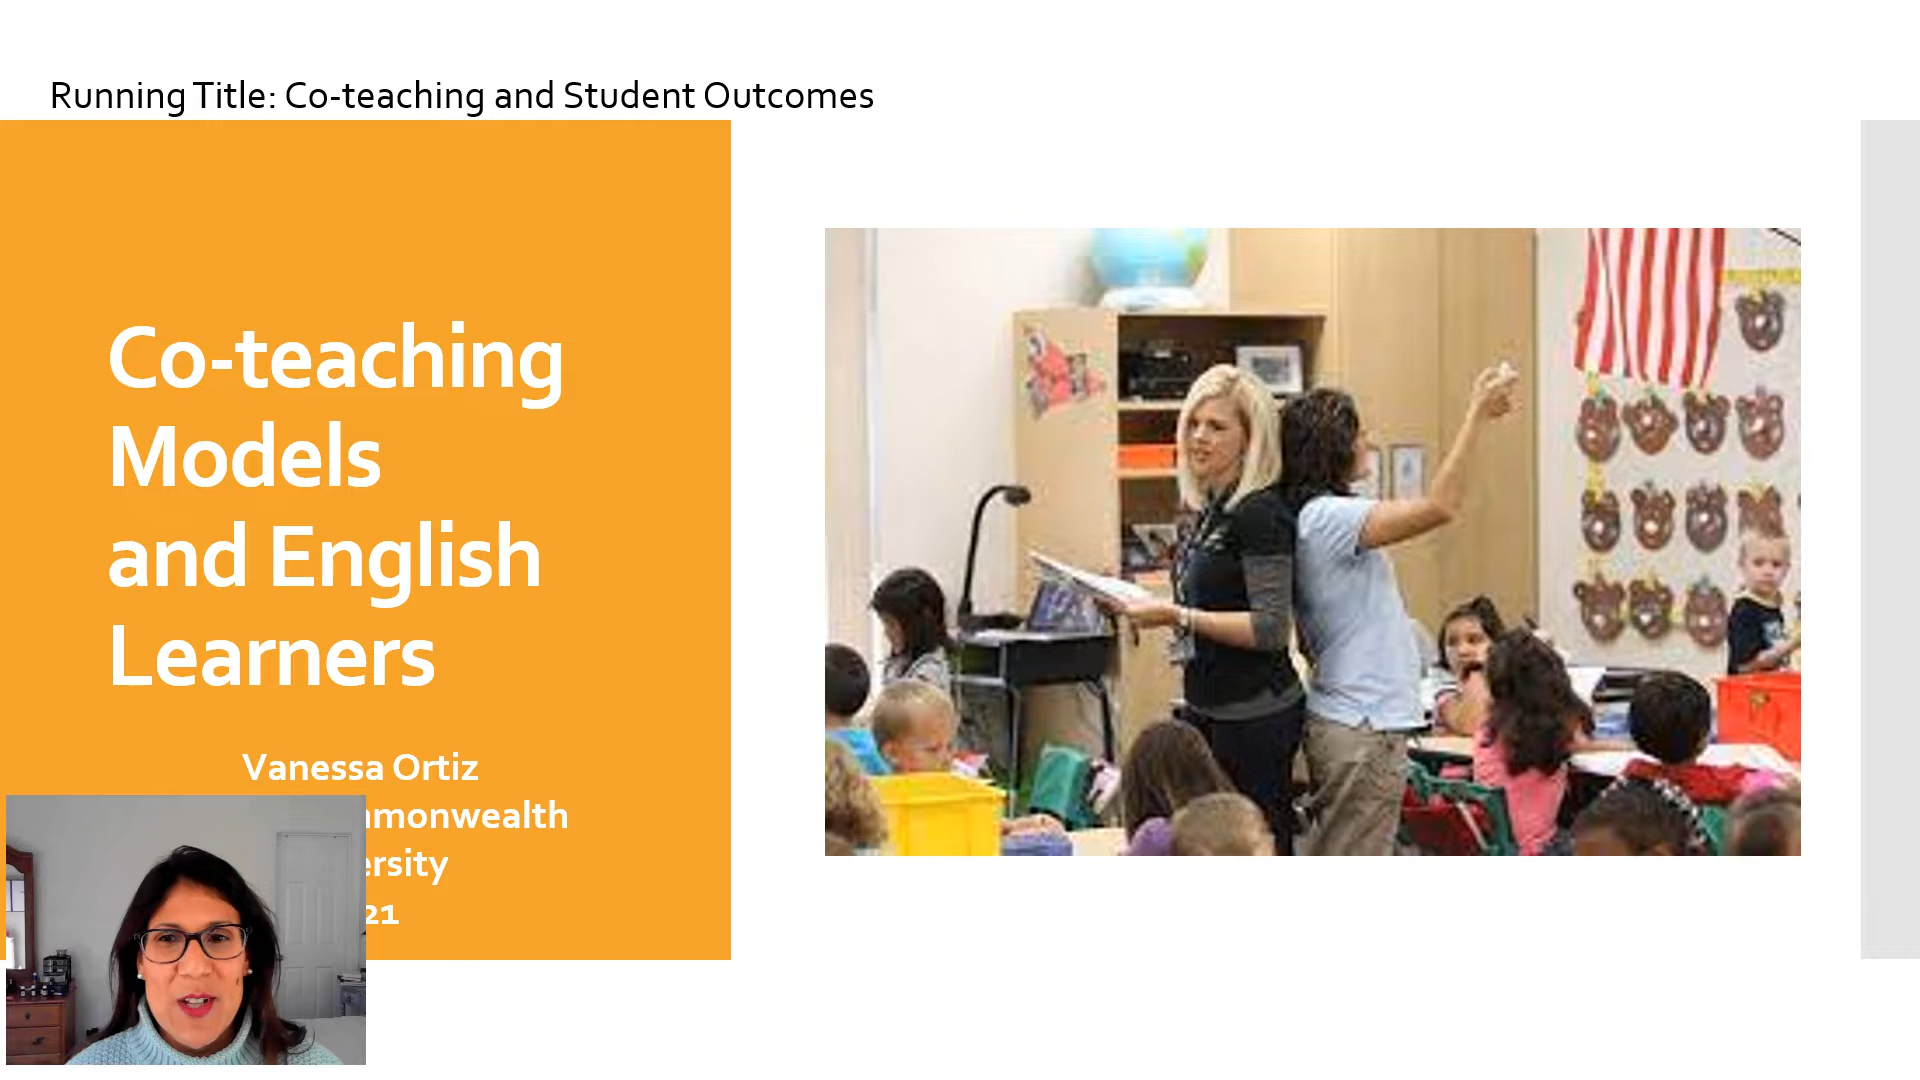 Running Title: Co-teaching and Student Outcomes
Co-teaching
Models
and English
Learners
Vanessa Ortiz